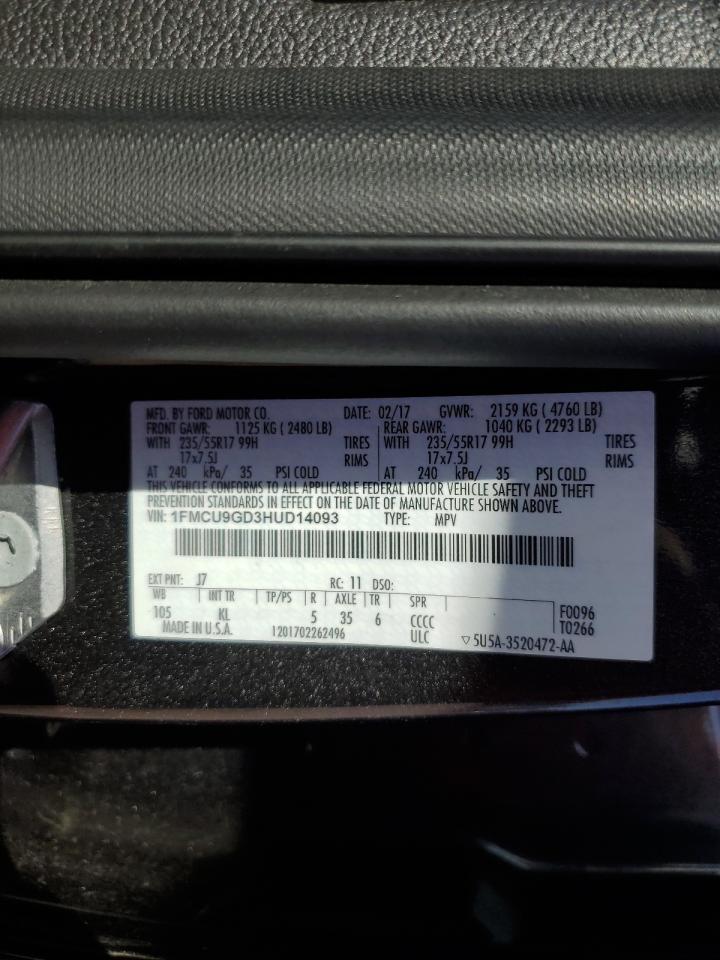 MFD. BY FORD MOTOR CO. DATE: 02/17 GVWR: 2159 KG ( 4760 LB)
FRONT GAWR: 1125 KG ( 2480 LB) REAR GAWR: 1040 KG ( 2293 LB)
WITH 235/55R17 99H TIRES WITH 235/55R17 99H TIRES
17x7.5J RIMS 17x7.5J RIMS
AT 240 kPa/ 35 PSI COLD AT 240 kPa/ 35 PSI COLD
THIS VEHICLE CONFORMS TO ALL APPLICABLE FEDERAL MOTOR VEHICLE SAFETY AND THEFT
PREVENTION STANDARDS IN EFFECT ON THE DATE OF MANUFACTURE SHOWN ABOVE.
VIN: 1FMCU9GD3HUD14093 TYPE: MPV
EXT PNT: J7 RC: 11 DSO:
WB INT TR TP/PS R AXLE TR SPR F0096
105 KL 5 35 6 CCCC T0266
MADE IN U.S.A. 1201702262496 ULC ▽5U5A-3520472-AA